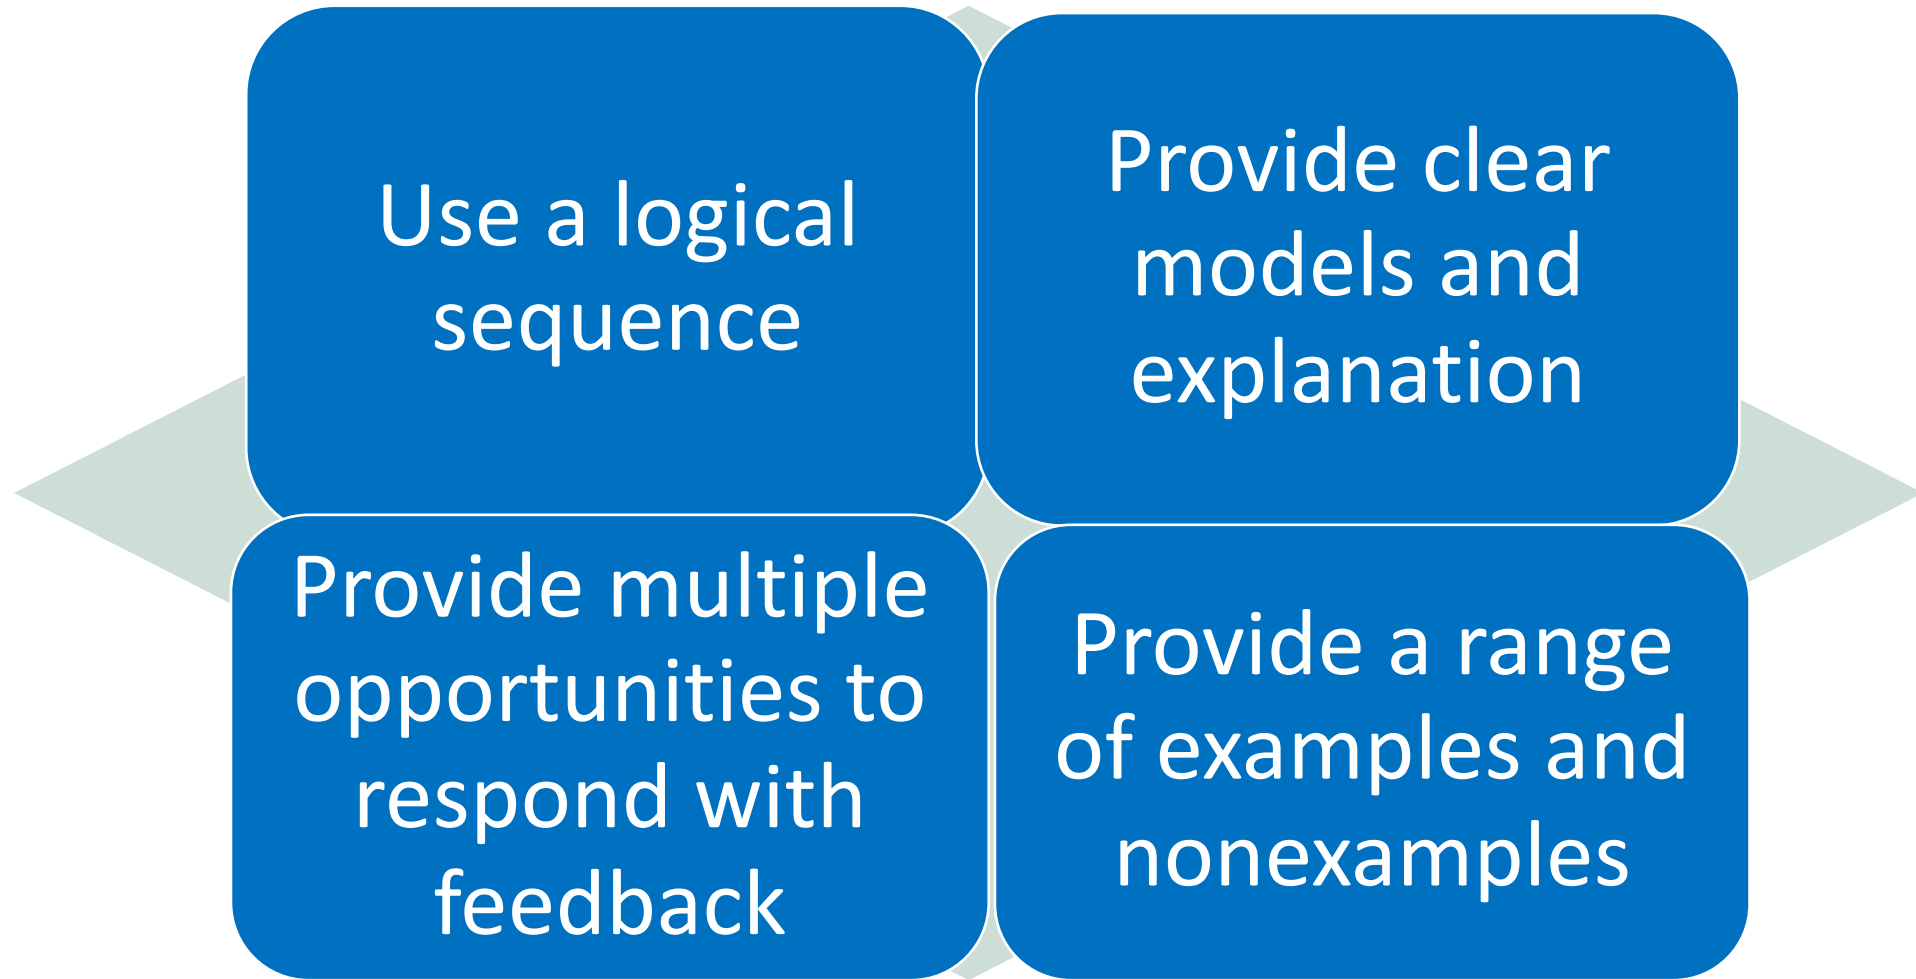 Use a logical
sequence
Provide clear
models and
explanation
Provide multiple
opportunities to
respond with
feedback
Provide a range
of examples and
nonexamples